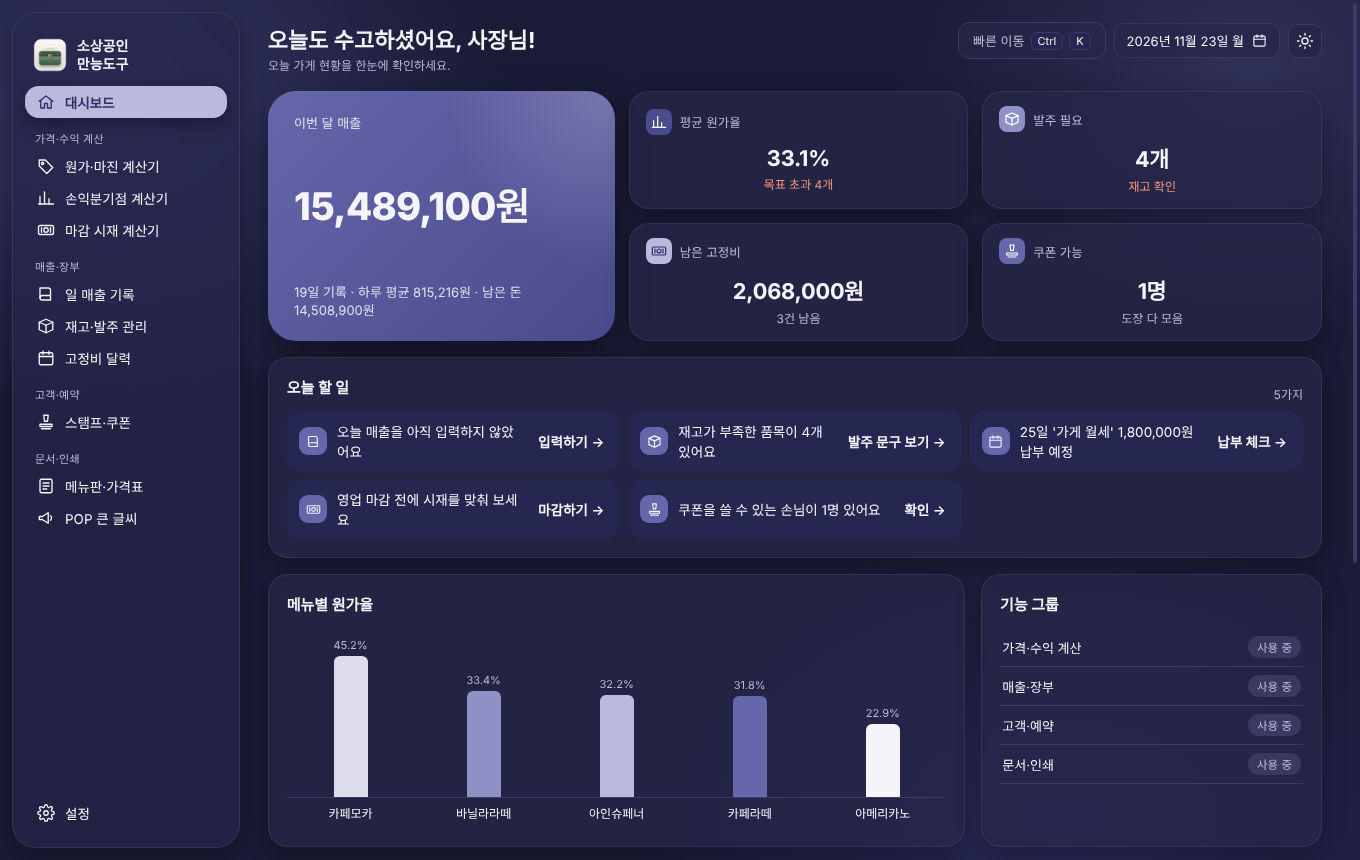 소상공인
만능도구
대시보드
가격·수익 계산
원가·마진 계산기
손익분기점 계산기
마감 시재 계산기
매출·장부
일 매출 기록
재고·발주 관리
고정비 달력
고객·예약
스탬프·쿠폰
문서·인쇄
메뉴판·가격표
POP 큰 글씨
설정
오늘도 수고하셨어요, 사장님!
오늘 가게 현황을 한눈에 확인하세요.
빠른 이동 Ctrl K
2026년 11월 23일 월
이번 달 매출
15,489,100원
19일 기록 · 하루 평균 815,216원 · 남은 돈
14,508,900원
평균 원가율
33.1%
목표 초과 4개
발주 필요
4개
재고 확인
남은 고정비
2,068,000원
3건 남음
쿠폰 가능
1명
도장 다 모음
오늘 할 일
5가지
오늘 매출을 아직 입력하지 않았
어요
입력하기 →
재고가 부족한 품목이 4개
있어요
발주 문구 보기 →
25일 '가게 월세' 1,800,000원
납부 예정
납부 체크 →
영업 마감 전에 시재를 맞춰 보세
요
마감하기 →
쿠폰을 쓸 수 있는 손님이 1명 있어요
확인 →
메뉴별 원가율
45.2%
33.4%
32.2%
31.8%
22.9%
카페모카
바닐라라떼
아인슈페너
카페라떼
아메리카노
기능 그룹
가격·수익 계산 사용 중
매출·장부 사용 중
고객·예약 사용 중
문서·인쇄 사용 중